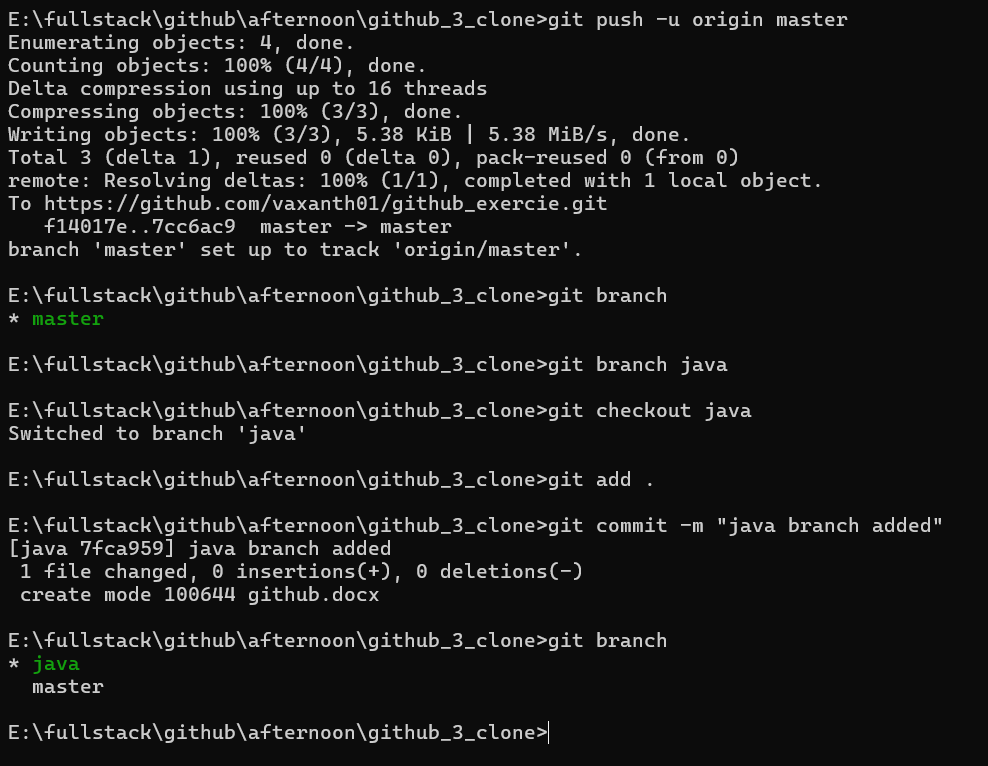 E:\fullstack\github\afternoon\github_3_clone>git push -u origin master
Enumerating objects: 4, done.
Counting objects: 100% (4/4), done.
Delta compression using up to 16 threads
Compressing objects: 100% (3/3), done.
Writing objects: 100% (3/3), 5.38 KiB | 5.38 MiB/s, done.
Total 3 (delta 1), reused 0 (delta 0), pack-reused 0 (from 0)
remote: Resolving deltas: 100% (1/1), completed with 1 local object.
To https://github.com/vaxanth01/github_exercie.git
   f14017e..7cc6ac9  master -> master
branch 'master' set up to track 'origin/master'.
E:\fullstack\github\afternoon\github_3_clone>git branch
* master
E:\fullstack\github\afternoon\github_3_clone>git branch java
E:\fullstack\github\afternoon\github_3_clone>git checkout java
Switched to branch 'java'
E:\fullstack\github\afternoon\github_3_clone>git add .
E:\fullstack\github\afternoon\github_3_clone>git commit -m "java branch added"
[java 7fca959] java branch added
 1 file changed, 0 insertions(+), 0 deletions(-)
 create mode 100644 github.docx
E:\fullstack\github\afternoon\github_3_clone>git branch
* java
  master
E:\fullstack\github\afternoon\github_3_clone>